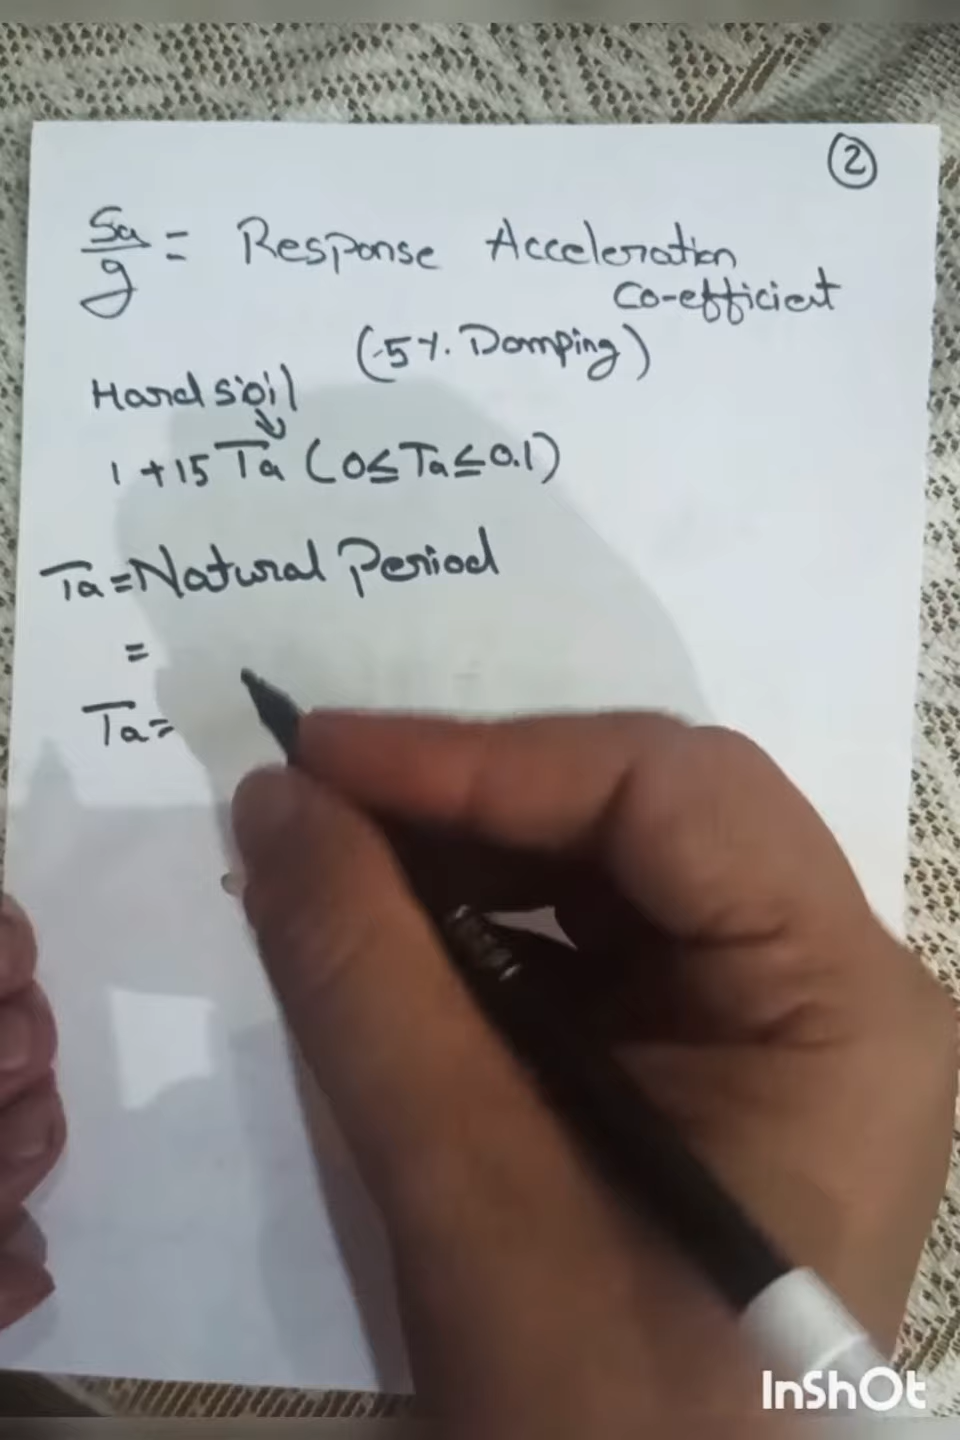 2
Sa/g = Response Acceleration
Co-efficient
(5%. Damping)
Hard soil
1 + 15 Ta (0≤Ta≤0.1)
Ta = Natural Period
=
Ta =
InShOt